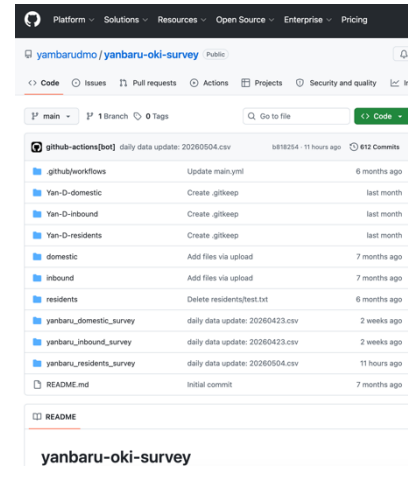 Platform Solutions Resources Open Source Enterprise Pricing
yambarudmo / yanbaru-oki-survey Public
Code Issues Pull requests Actions Projects Security and quality
main 1 Branch 0 Tags Go to file Code
github-actions[bot] daily data update: 20260504.csv b818254 · 11 hours ago 612 Commits
.github/workflows Update main.yml 6 months ago
Yan-D-domestic Create .gitkeep last month
Yan-D-inbound Create .gitkeep last month
Yan-D-residents Create .gitkeep last month
domestic Add files via upload 7 months ago
inbound Add files via upload 7 months ago
residents Delete residents/test.txt 6 months ago
yanbaru_domestic_survey daily data update: 20260423.csv 2 weeks ago
yanbaru_inbound_survey daily data update: 20260423.csv 2 weeks ago
yanbaru_residents_survey daily data update: 20260504.csv 11 hours ago
README.md Initial commit 7 months ago
README
yanbaru-oki-survey